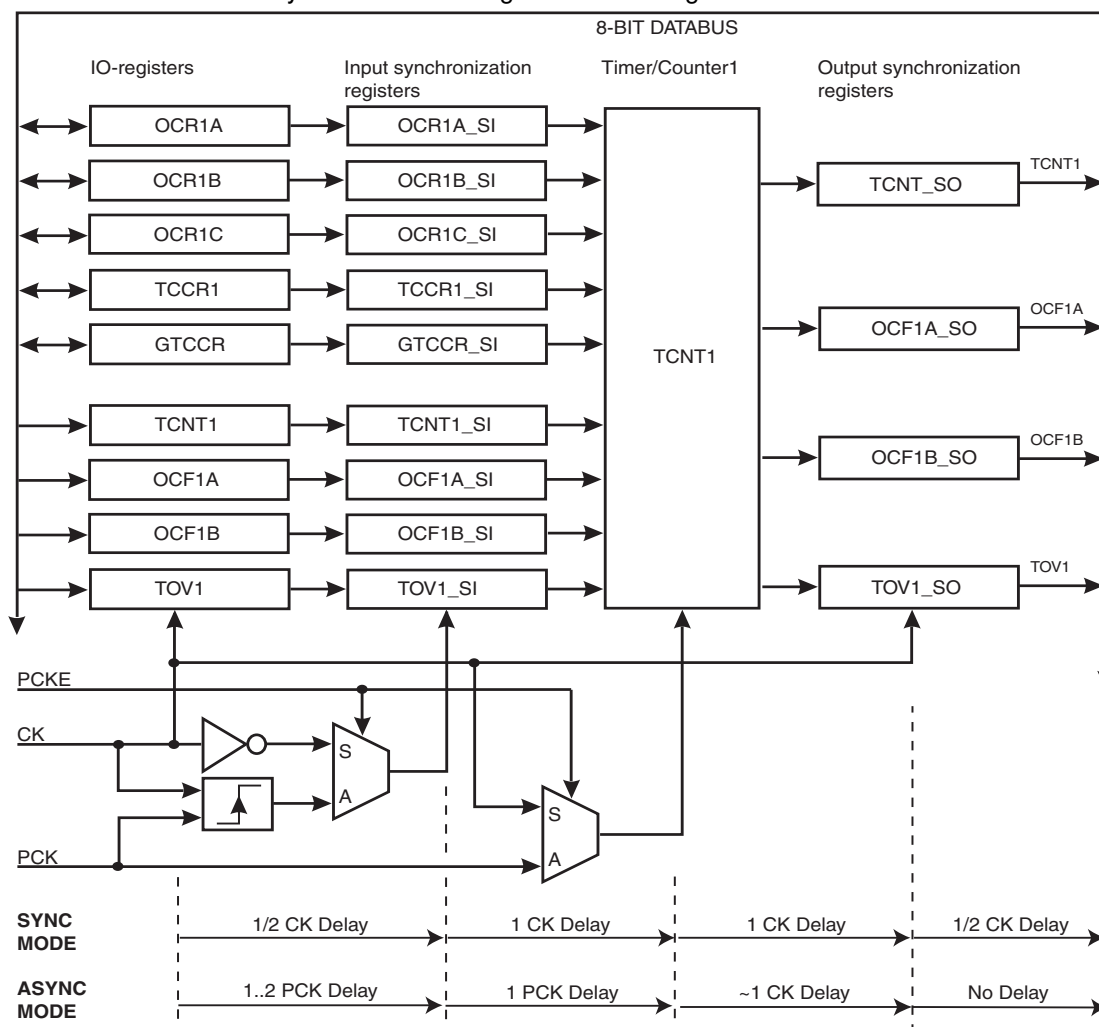 8-BIT DATABUS
IO-registers
Input synchronization
registers
Timer/Counter1
Output synchronization
registers
OCR1A
OCR1A_SI
OCR1B
OCR1B_SI
OCR1C
OCR1C_SI
TCCR1
TCCR1_SI
GTCCR
GTCCR_SI
TCNT1
TCNT1_SI
OCF1A
OCF1A_SI
OCF1B
OCF1B_SI
TOV1
TOV1_SI
TCNT1
TCNT_SO
TCNT1
OCF1A_SO
OCF1A
OCF1B_SO
OCF1B
TOV1_SO
TOV1
PCKE
CK
S
A
S
A
PCK
SYNC
MODE
1/2 CK Delay
1 CK Delay
1 CK Delay
1/2 CK Delay
ASYNC
MODE
1..2 PCK Delay
1 PCK Delay
~1 CK Delay
No Delay